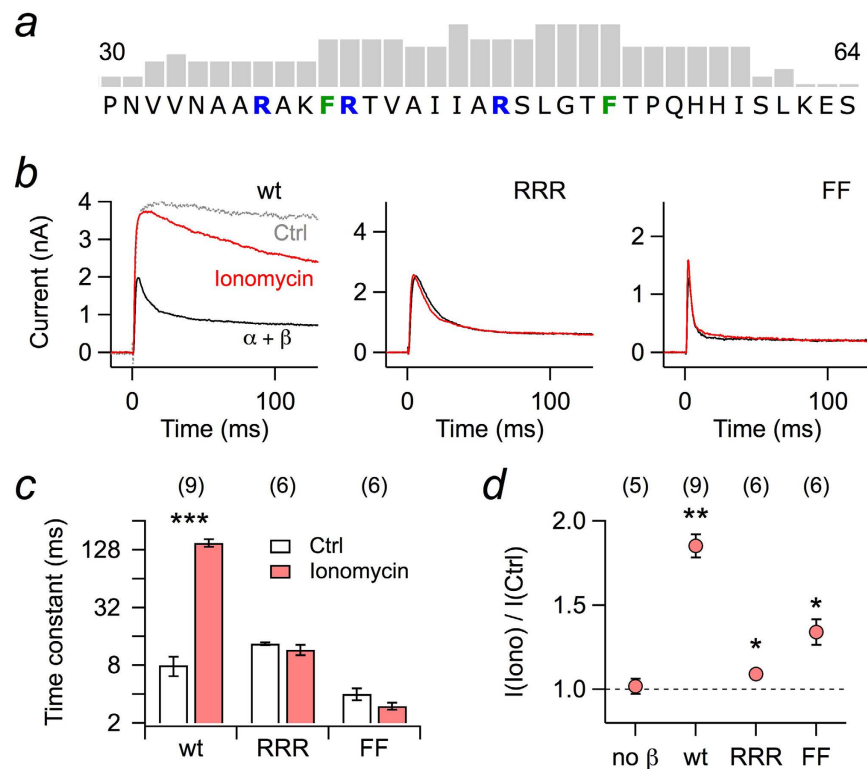 a
30 64
PNVVNAARAKFRTVAIIARSLGTFTPQHHISLKES
b
wt RRR FF
Current (nA)
4
3
2
1
0
Ctrl
Ionomycin
α + β
0 100
Time (ms)
4
2
0
0 100
Time (ms)
2
1
0
0 100
Time (ms)
c
(9) (6) (6)
***
Time constant (ms)
128
32
8
2
Ctrl
Ionomycin
wt RRR FF
d
(5) (9) (6) (6)
I(Iono) / I(Ctrl)
2.0
1.5
1.0
**
*
*
no β wt RRR FF